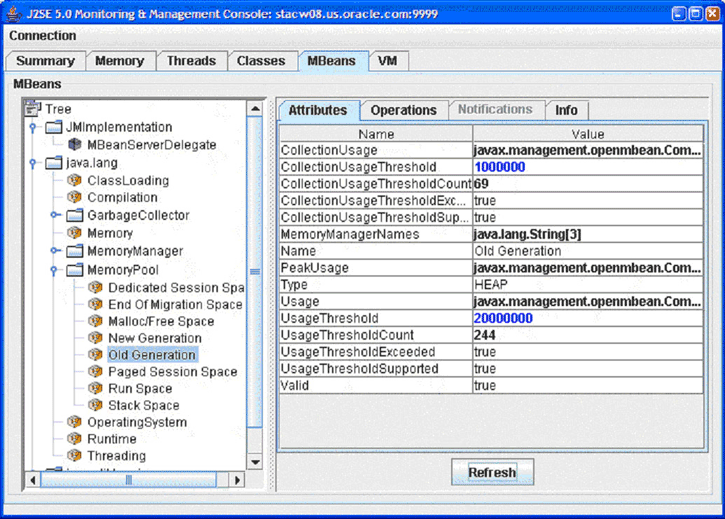 J2SE 5.0 Monitoring & Management Console: stacw08.us.oracle.com:9999
Connection
Summary Memory Threads Classes MBeans VM
MBeans
Tree
JMImplementation
MBeanServerDelegate
java.lang
ClassLoading
Compilation
GarbageCollector
Memory
MemoryManager
MemoryPool
Dedicated Session Spa
End Of Migration Space
Malloc/Free Space
New Generation
Old Generation
Paged Session Space
Run Space
Stack Space
OperatingSystem
Runtime
Threading
Attributes Operations Notifications Info
Name Value
CollectionUsage javax.management.openmbean.Com...
CollectionUsageThreshold 1000000
CollectionUsageThresholdCount 69
CollectionUsageThresholdExc... true
CollectionUsageThresholdSup... true
MemoryManagerNames java.lang.String[3]
Name Old Generation
PeakUsage javax.management.openmbean.Com...
Type HEAP
Usage javax.management.openmbean.Com...
UsageThreshold 20000000
UsageThresholdCount 244
UsageThresholdExceeded true
UsageThresholdSupported true
Valid true
Refresh